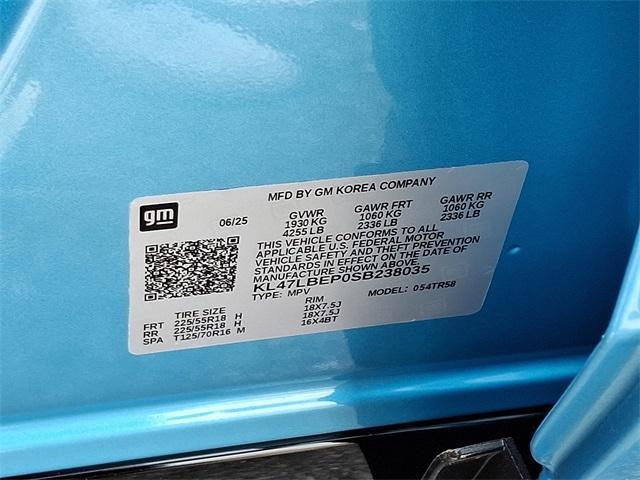 MFD BY GM KOREA COMPANY
gm 06/25 GVWR GAWR FRT GAWR RR
1930 KG 1060 KG 1060 KG
4255 LB 2336 LB 2336 LB
THIS VEHICLE CONFORMS TO ALL
APPLICABLE U.S. FEDERAL MOTOR
VEHICLE SAFETY AND THEFT PREVENTION
STANDARDS IN EFFECT ON THE DATE OF
MANUFACTURE SHOWN ABOVE.
KL47LBEP0SB238035
TYPE: MPV MODEL: 054TR58
TIRE SIZE RIM
FRT 225/55R18 H 18X7.5J
RR 225/55R18 H 18X7.5J
SPA T125/70R16 M 16X4BT